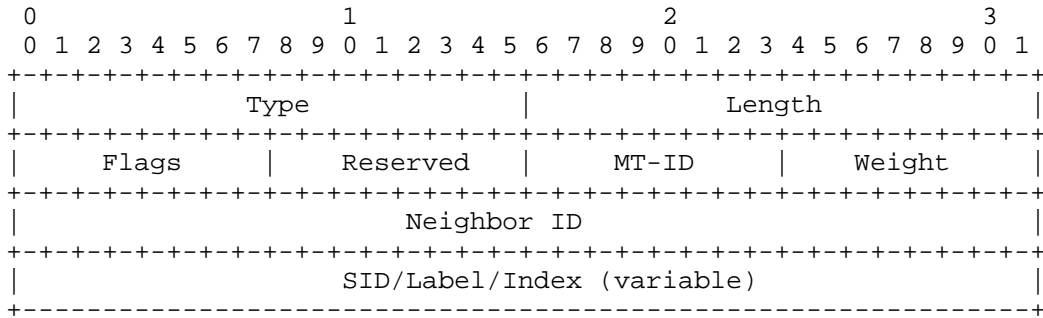 0                   1                   2                   3
 0 1 2 3 4 5 6 7 8 9 0 1 2 3 4 5 6 7 8 9 0 1 2 3 4 5 6 7 8 9 0 1
+-+-+-+-+-+-+-+-+-+-+-+-+-+-+-+-+-+-+-+-+-+-+-+-+-+-+-+-+-+-+-+-+
|              Type             |             Length            |
+-+-+-+-+-+-+-+-+-+-+-+-+-+-+-+-+-+-+-+-+-+-+-+-+-+-+-+-+-+-+-+-+
|     Flags     |    Reserved   |     MT-ID     |    Weight     |
+-+-+-+-+-+-+-+-+-+-+-+-+-+-+-+-+-+-+-+-+-+-+-+-+-+-+-+-+-+-+-+-+
|                        Neighbor ID                            |
+-+-+-+-+-+-+-+-+-+-+-+-+-+-+-+-+-+-+-+-+-+-+-+-+-+-+-+-+-+-+-+-+
|                    SID/Label/Index (variable)                 |
+---------------------------------------------------------------+